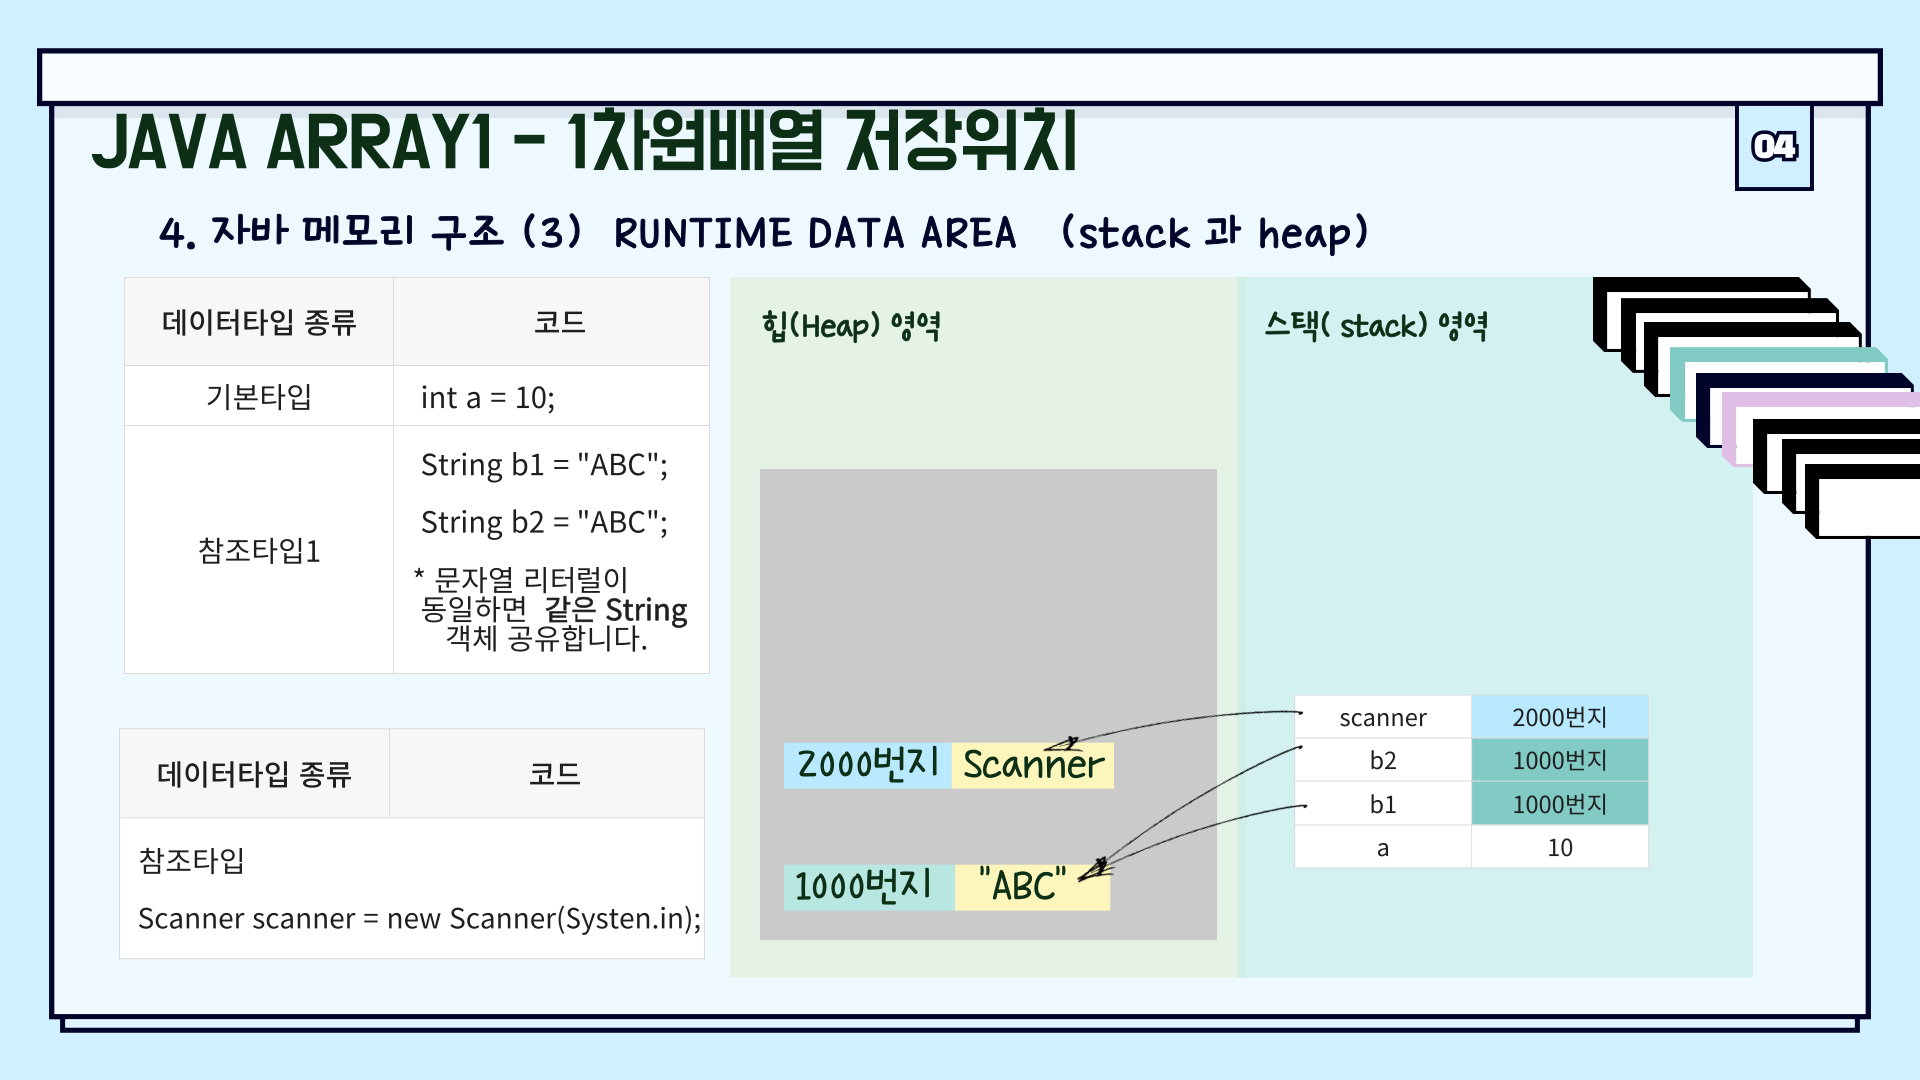 JAVA ARRAY1 - 1차원배열 저장위치
04
4. 자바 메모리 구조 (3) RUNTIME DATA AREA (stack 과 heap)
데이터타입 종류 코드
기본타입 int a = 10;
참조타입1
String b1 = "ABC";
String b2 = "ABC";
* 문자열 리터럴이
동일하면 같은 String
객체 공유합니다.
데이터타입 종류 코드
참조타입
Scanner scanner = new Scanner(Systen.in);
힙(Heap) 영역
2000번지 Scanner
1000번지 "ABC"
스택( stack) 영역
scanner 2000번지
b2 1000번지
b1 1000번지
a 10